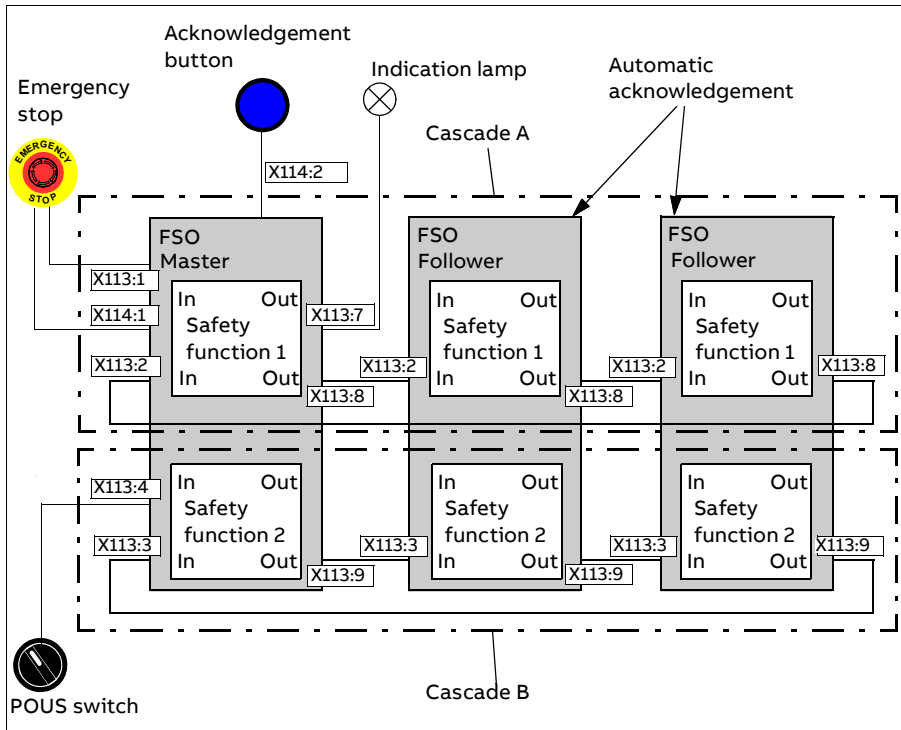 Acknowledgement
button
Indication lamp
Automatic
acknowledgement
Emergency
stop
Cascade A
EMERGENCY
STOP
X114:2
FSO
Master
FSO
Follower
FSO
Follower
X113:1
X114:1
X113:2
In Out
Safety
function 1
In Out
X113:7
X113:8
X113:2
In Out
Safety
function 1
In Out
X113:8
X113:2
In Out
Safety
function 1
In Out
X113:8
X113:4
X113:3
In Out
Safety
function 2
In Out
X113:9
X113:3
In Out
Safety
function 2
In Out
X113:9
X113:3
In Out
Safety
function 2
In Out
X113:9
POUS switch
Cascade B